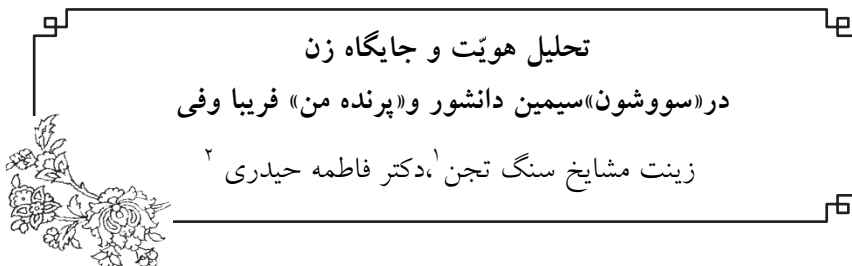 تحلیل هویّت و جایگاه زن
در«سووشون»سیمین دانشور و«پرنده من» فریبا وفی
زینت مشایخ سنگ تجن۱،دکتر فاطمه حیدری ۲